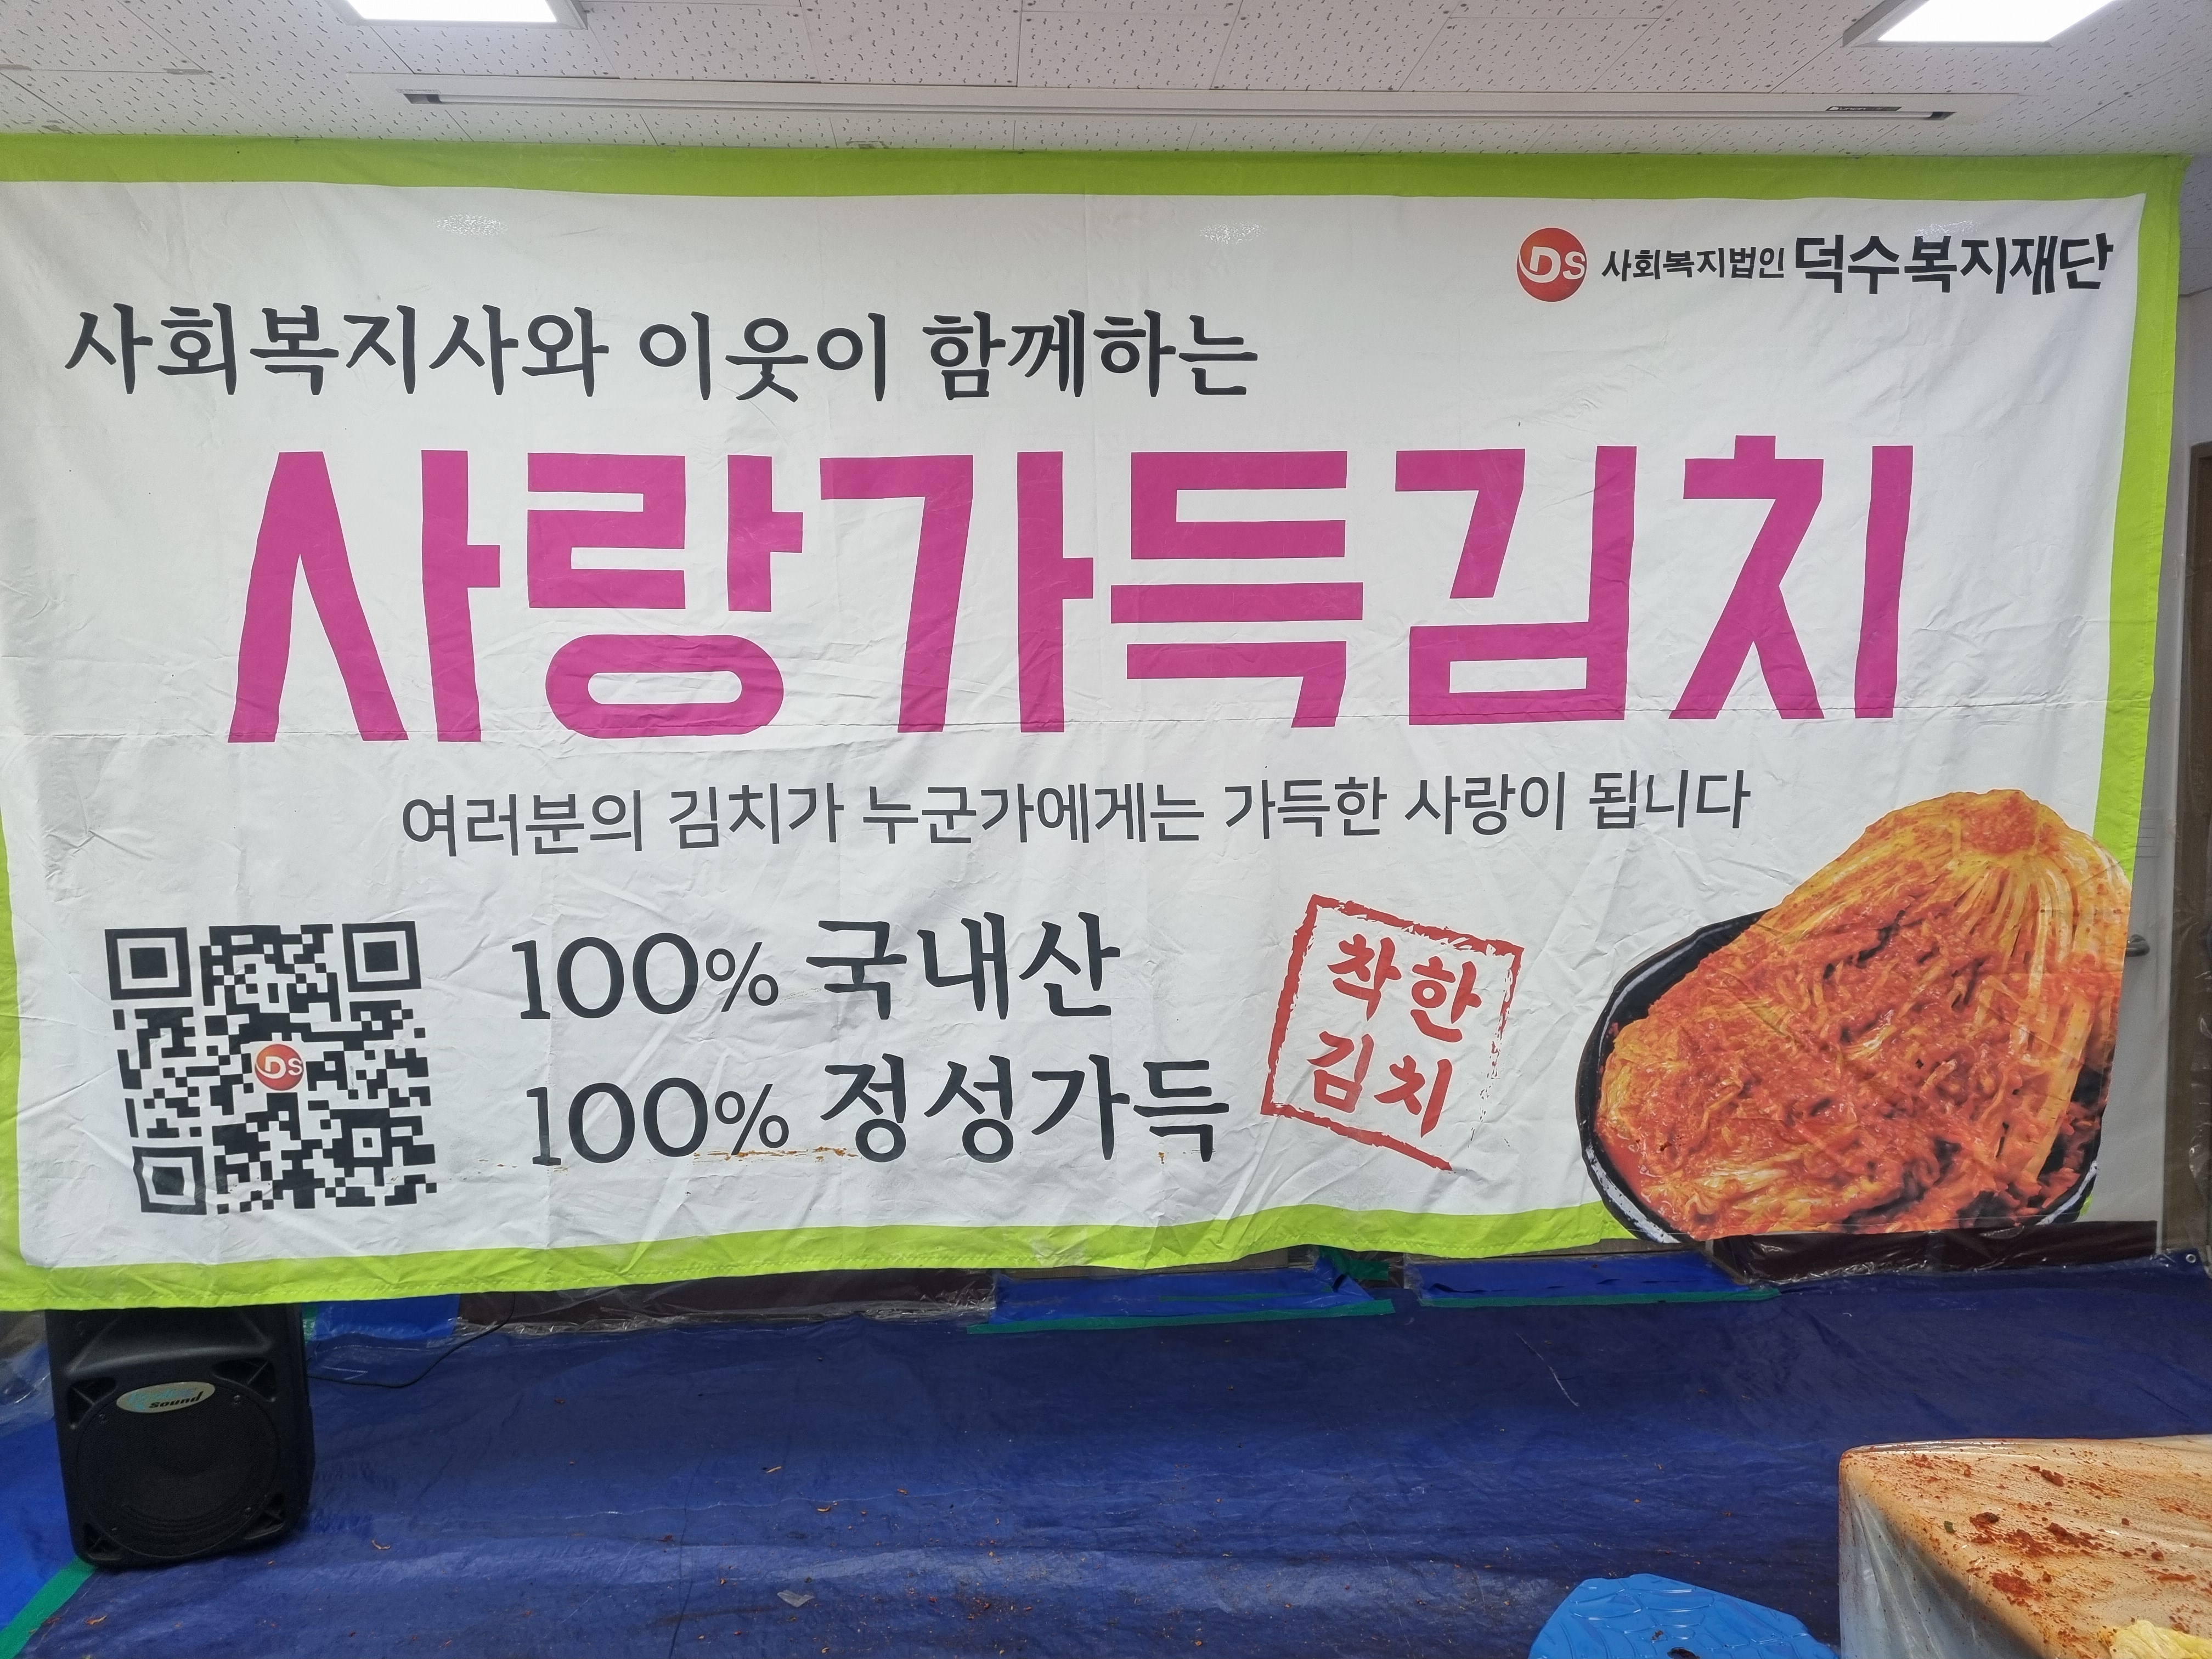 DS 사회복지법인 덕수복지재단
사회복지사와 이웃이 함께하는
사랑가득김치
여러분의 김치가 누군가에게는 가득한 사랑이 됩니다
100% 국내산
100% 정성가득
착한
김치
DS
Sound